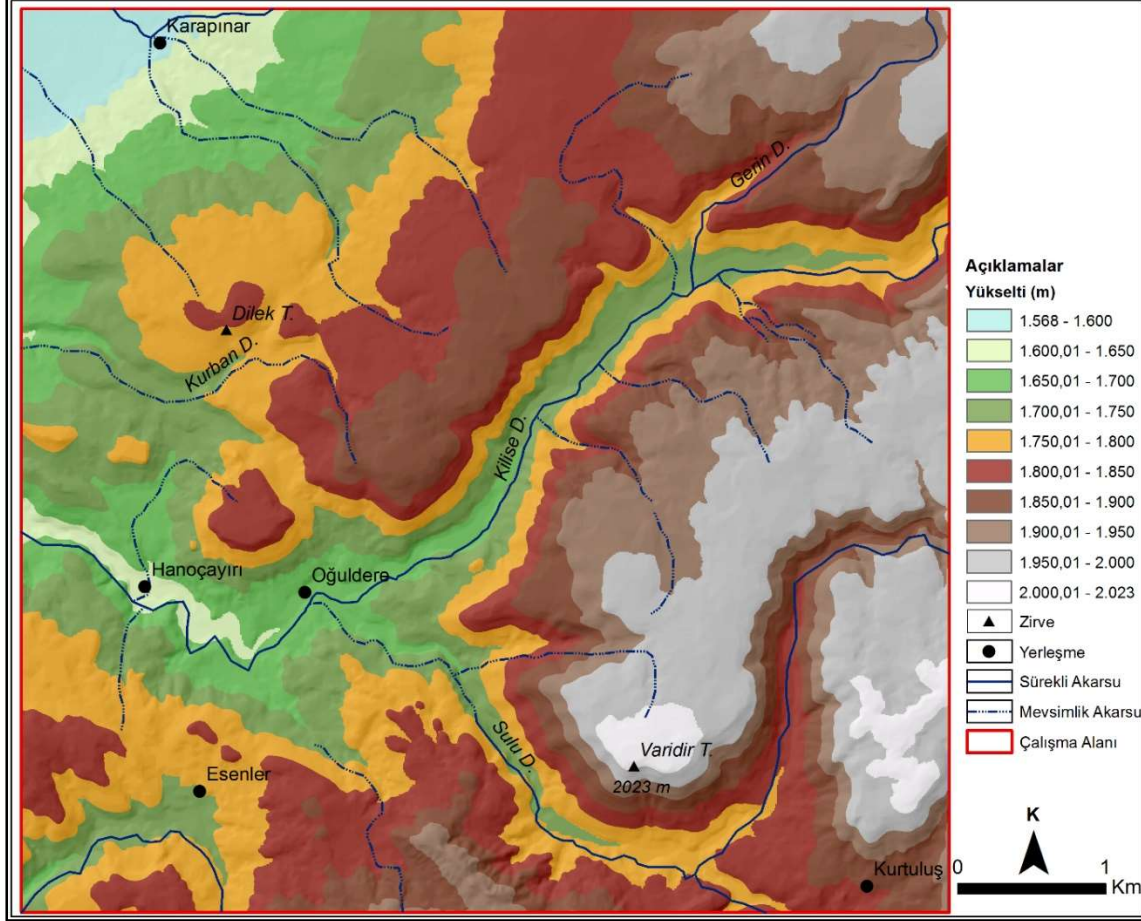 Karapınar
Gerin D.
Dilek T.
Kurban D.
Kilise D.
Hanoçayırı
Oğuldere
Sulu D.
Varidir T.
2023 m
Esenler
Kurtuluş
Açıklamalar
Yükselti (m)
1.568 - 1.600
1.600,01 - 1.650
1.650,01 - 1.700
1.700,01 - 1.750
1.750,01 - 1.800
1.800,01 - 1.850
1.850,01 - 1.900
1.900,01 - 1.950
1.950,01 - 2.000
2.000,01 - 2.023
Zirve
Yerleşme
Sürekli Akarsu
Mevsimlik Akarsu
Çalışma Alanı
K
0 1
Km